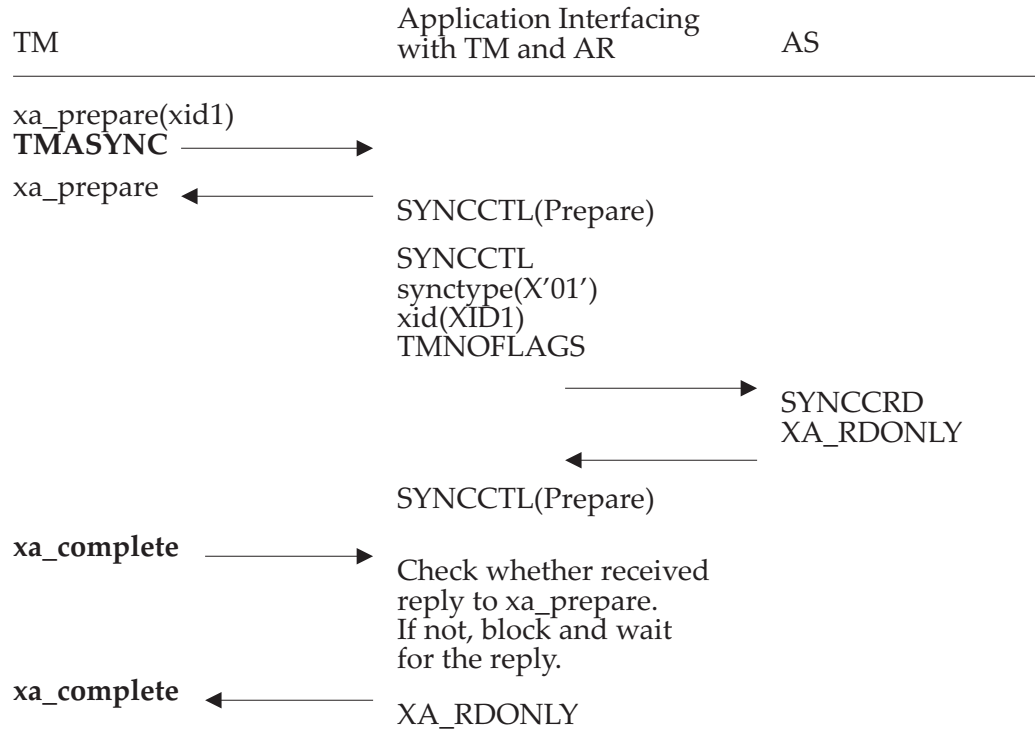 TM
Application Interfacing
with TM and AR
AS
xa_prepare(xid1)
TMASYNC
xa_prepare
SYNCCTL(Prepare)
SYNCCTL
synctype(X’01’)
xid(XID1)
TMNOFLAGS
SYNCCRD
XA_RDONLY
SYNCCTL(Prepare)
xa_complete
Check whether received
reply to xa_prepare.
If not, block and wait
for the reply.
xa_complete
XA_RDONLY